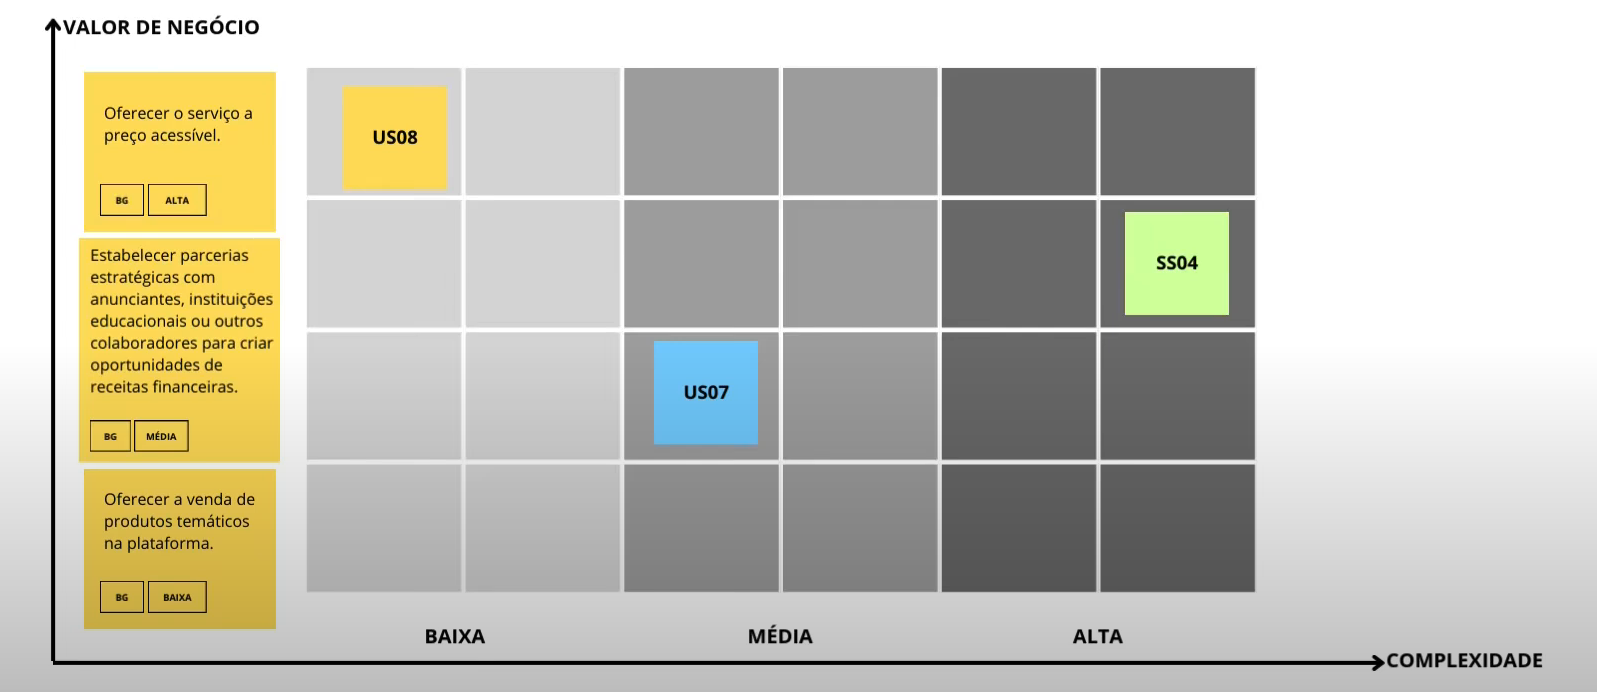 VALOR DE NEGÓCIO
Oferecer o serviço a
preço acessível.
BG
ALTA
Estabelecer parcerias
estratégicas com
anunciantes, instituições
educacionais ou outros
colaboradores para criar
oportunidades de
receitas financeiras.
BG
MÉDIA
Oferecer a venda de
produtos temáticos
na plataforma.
BG
BAIXA
US08
SS04
US07
BAIXA
MÉDIA
ALTA
COMPLEXIDADE